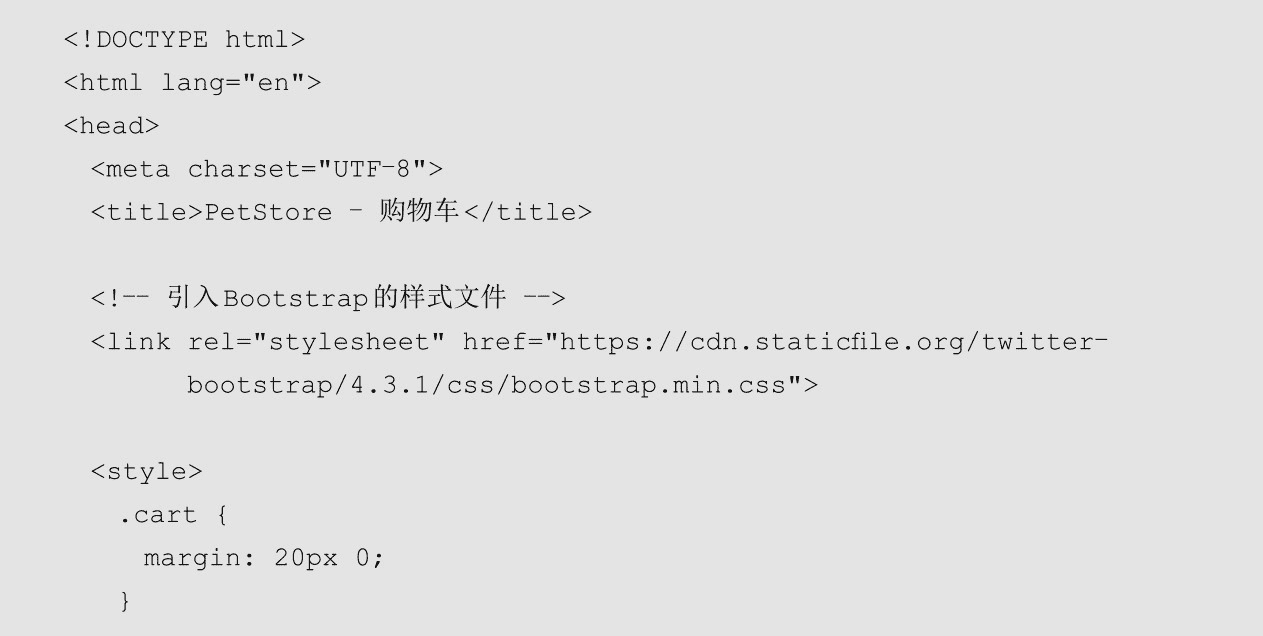 <!DOCTYPE html>
<html lang="en">
<head>
<meta charset="UTF-8">
<title>PetStore - 购物车</title>
<!-- 引入Bootstrap的样式文件 -->
<link rel="stylesheet" href="https://cdn.staticfile.org/twitter-
bootstrap/4.3.1/css/bootstrap.min.css">
<style>
.cart {
margin: 20px 0;
}